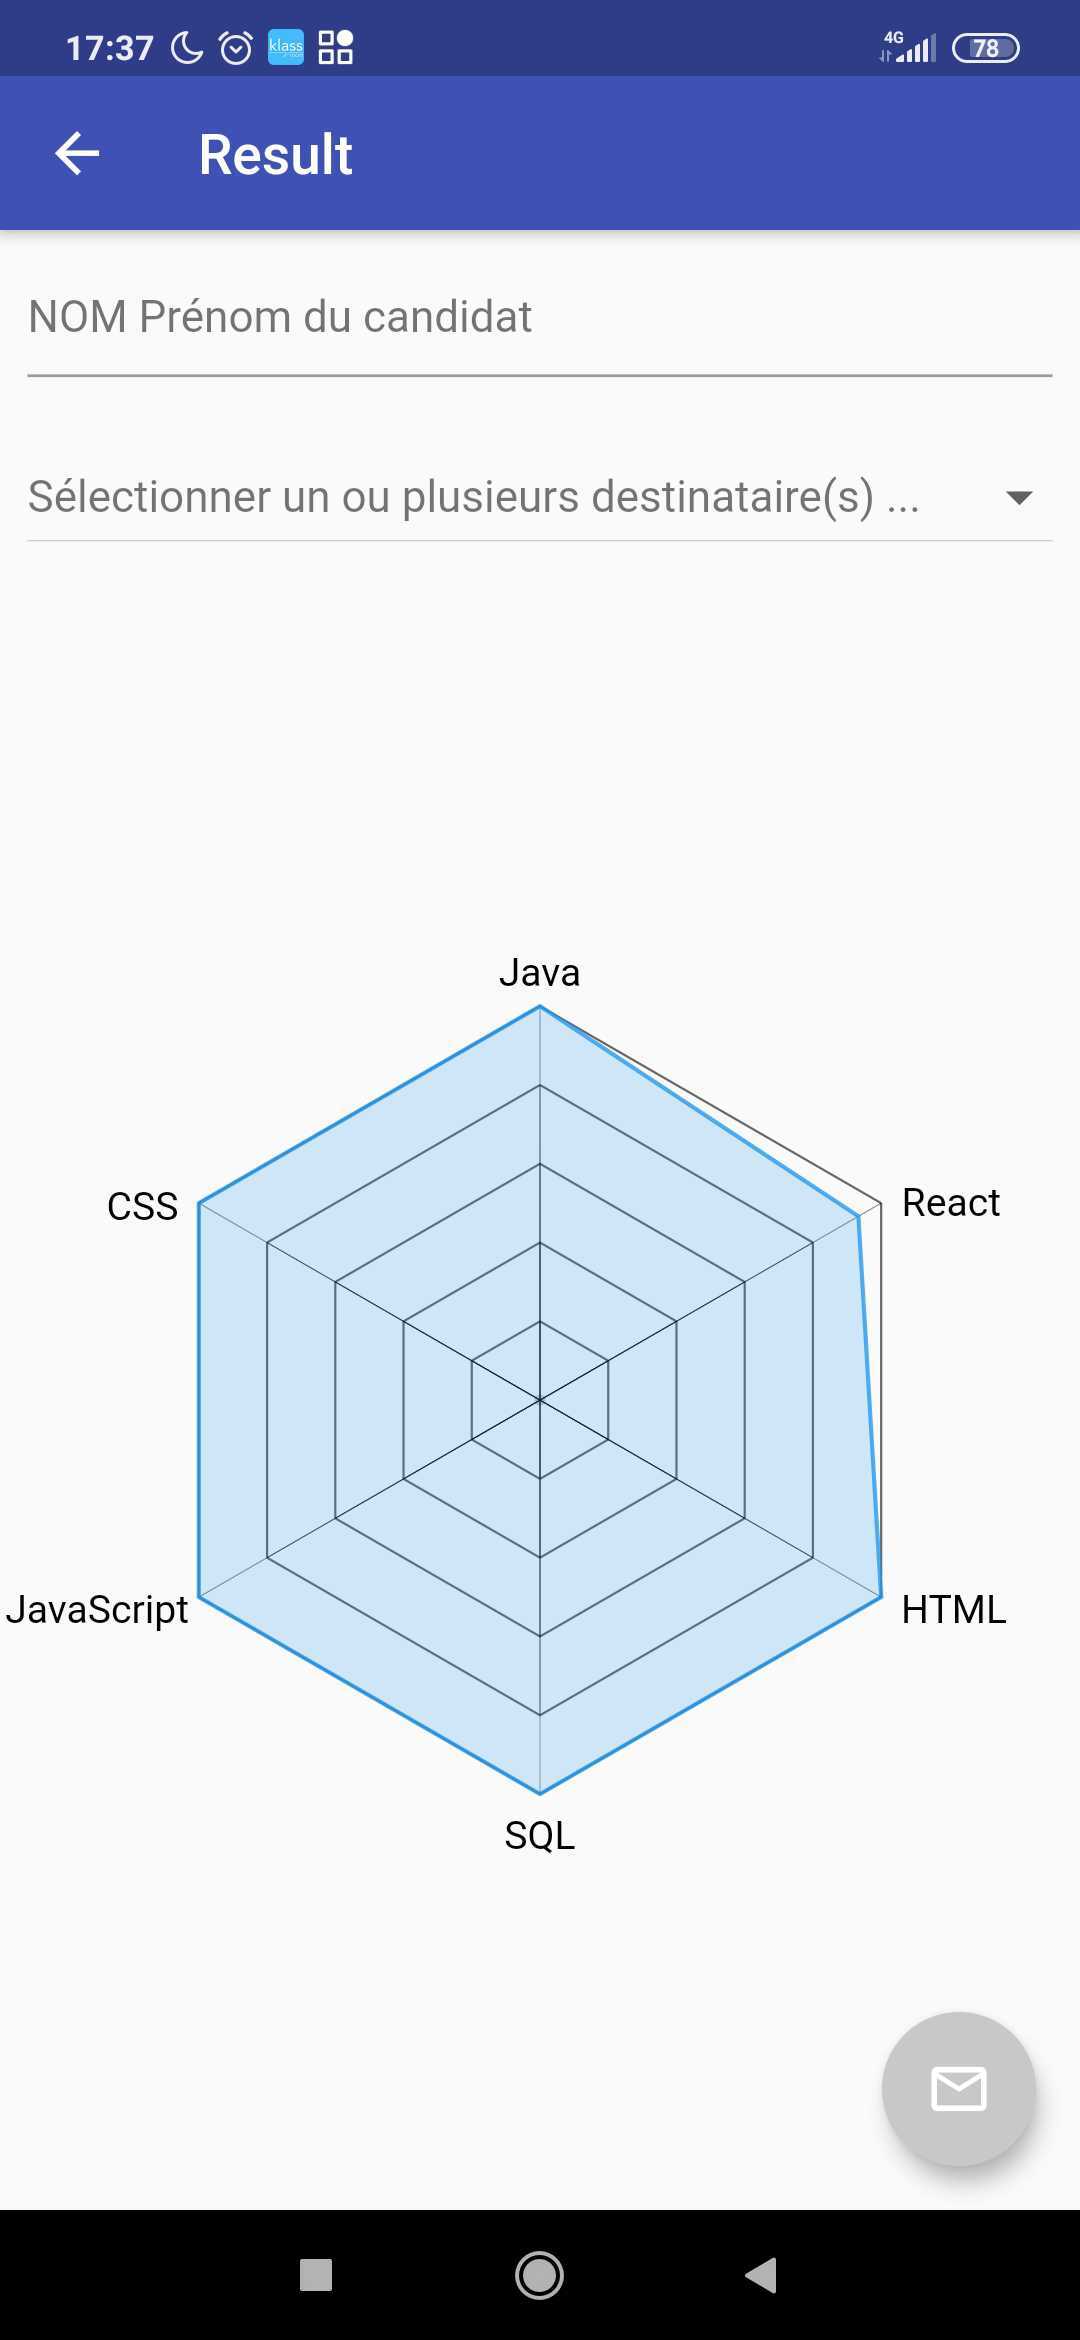 17:37 klass 4G 78
Result
NOM Prénom du candidat
Sélectionner un ou plusieurs destinataire(s) ...
Java
CSS
React
JavaScript
HTML
SQL